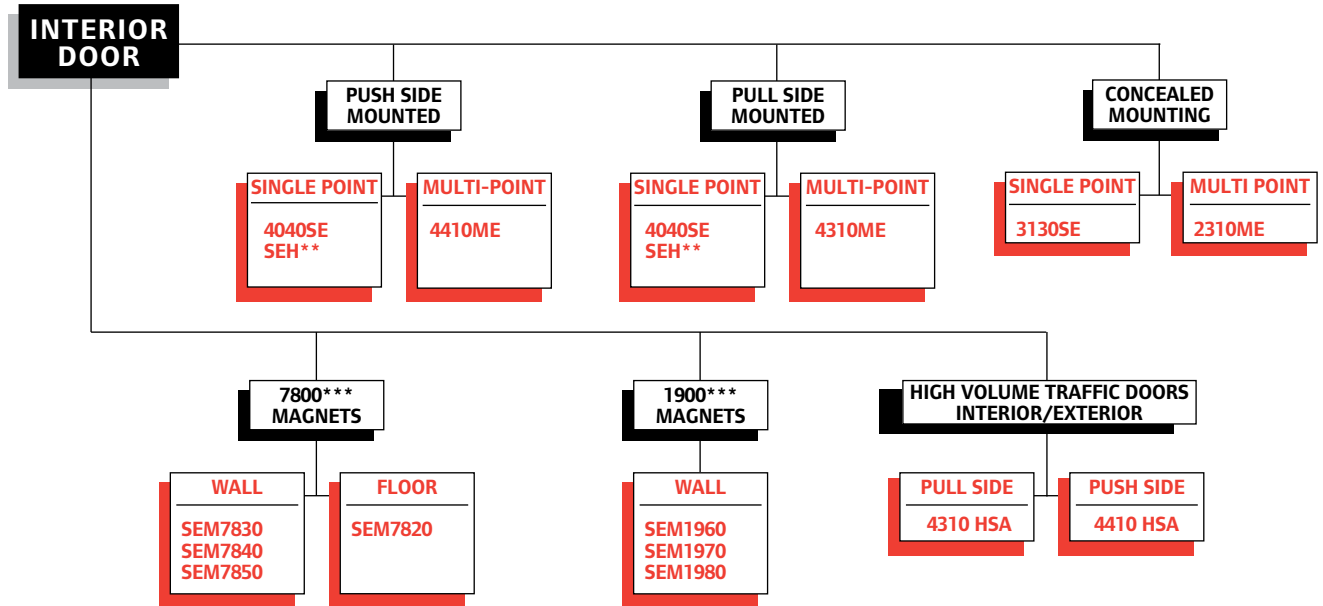 INTERIOR
DOOR
PUSH SIDE
MOUNTED
SINGLE POINT
4040SE
SEH**
MULTI-POINT
4410ME
PULL SIDE
MOUNTED
SINGLE POINT
4040SE
SEH**
MULTI-POINT
4310ME
CONCEALED
MOUNTING
SINGLE POINT
3130SE
MULTI POINT
2310ME
7800***
MAGNETS
WALL
SEM7830
SEM7840
SEM7850
FLOOR
SEM7820
1900***
MAGNETS
WALL
SEM1960
SEM1970
SEM1980
HIGH VOLUME TRAFFIC DOORS
INTERIOR/EXTERIOR
PULL SIDE
4310 HSA
PUSH SIDE
4410 HSA